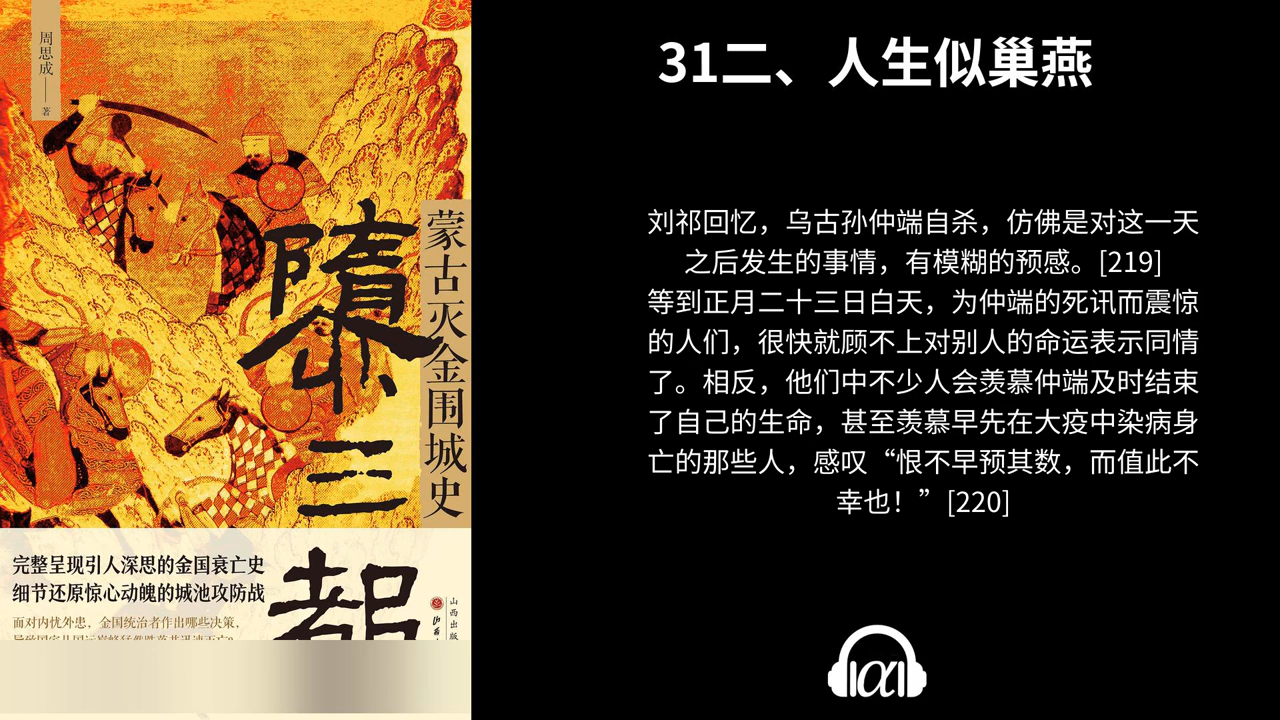 周思成——著
隳三都
蒙古灭金围城史
完整呈现引人深思的金国衰亡史
细节还原惊心动魄的城池攻防战
面对内忧外患，金国统治者作出哪些决策，
山西出版
31二、人生似巢燕
刘祁回忆，乌古孙仲端自杀，仿佛是对这一天
之后发生的事情，有模糊的预感。[219]
等到正月二十三日白天，为仲端的死讯而震惊
的人们，很快就顾不上对别人的命运表示同情
了。相反，他们中不少人会羡慕仲端及时结束
了自己的生命，甚至羡慕早先在大疫中染病身
亡的那些人，感叹“恨不早预其数，而值此不
幸也！”[220]